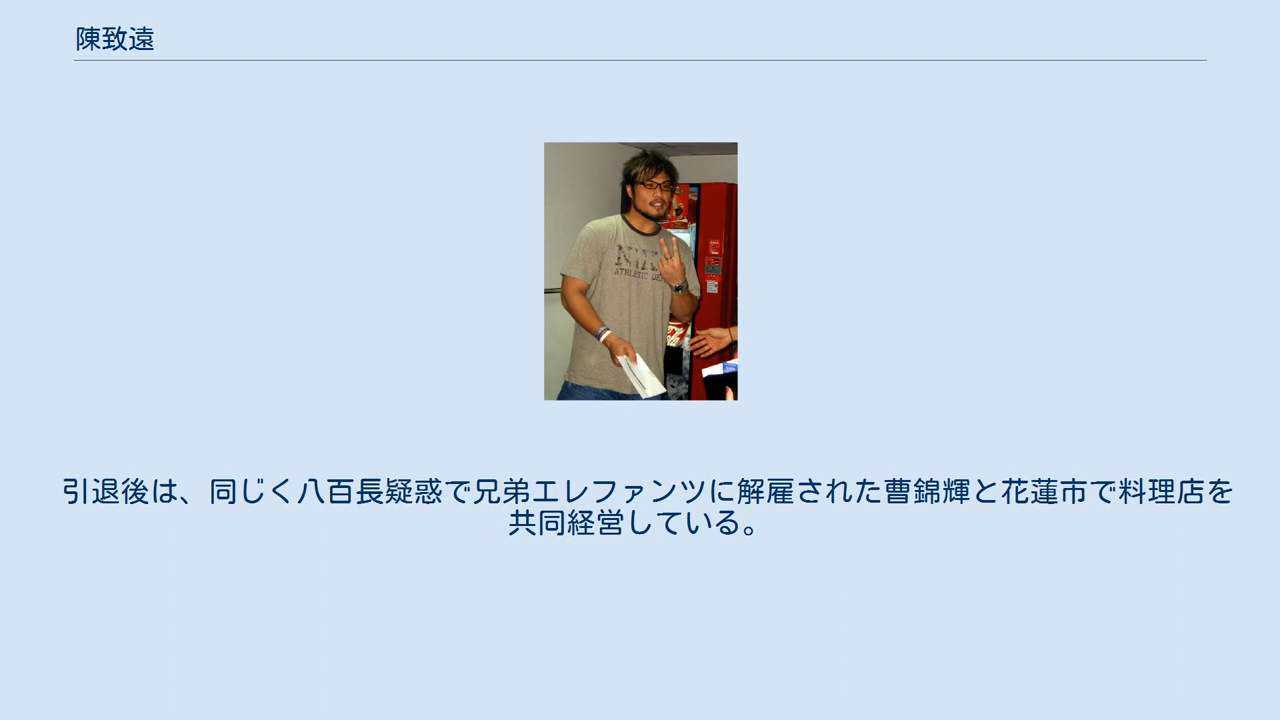 陳致遠
ATHLETIC DE
引退後は、同じく八百長疑惑で兄弟エレファンツに解雇された曹錦輝と花蓮市で料理店を
共同経営している。